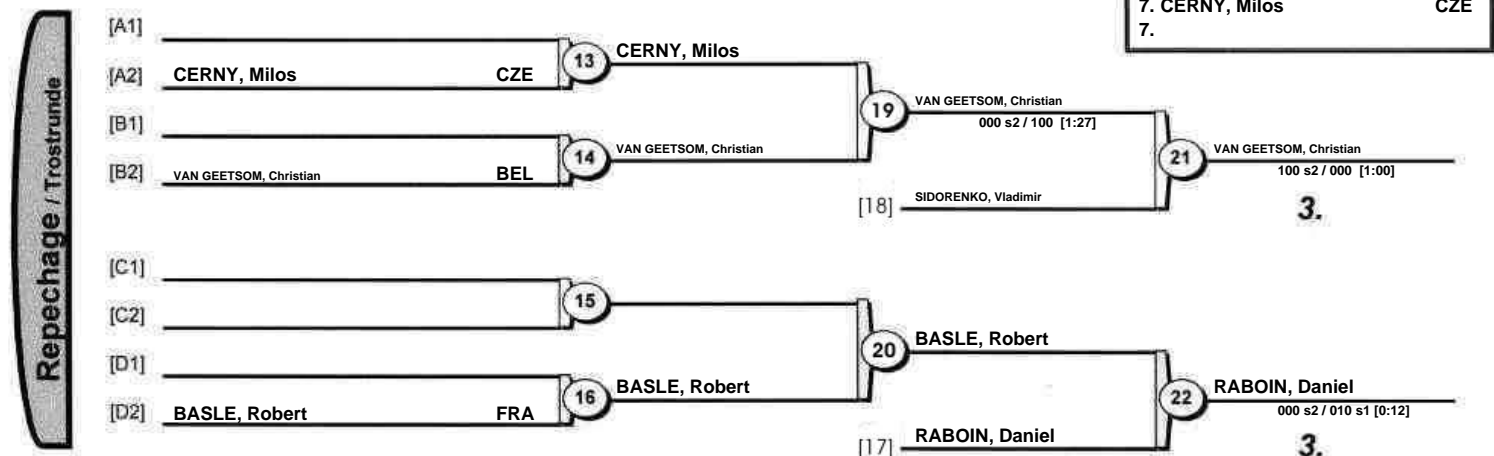 7. CERNY, Milos CZE
7.
Repechage / Trostrunde
[A1]
13
CERNY, Milos
[A2] CERNY, Milos CZE
19
VAN GEETSOM, Christian
000 s2 / 100 [1:27]
[B1]
14
VAN GEETSOM, Christian
[B2] VAN GEETSOM, Christian BEL
21
VAN GEETSOM, Christian
100 s2 / 000 [1:00]
[18] SIDORENKO, Vladimir
3.
[C1]
15
[C2]
20
BASLE, Robert
[D1]
16
BASLE, Robert
[D2] BASLE, Robert FRA
22
RABOIN, Daniel
000 s2 / 010 s1 [0:12]
[17] RABOIN, Daniel
3.